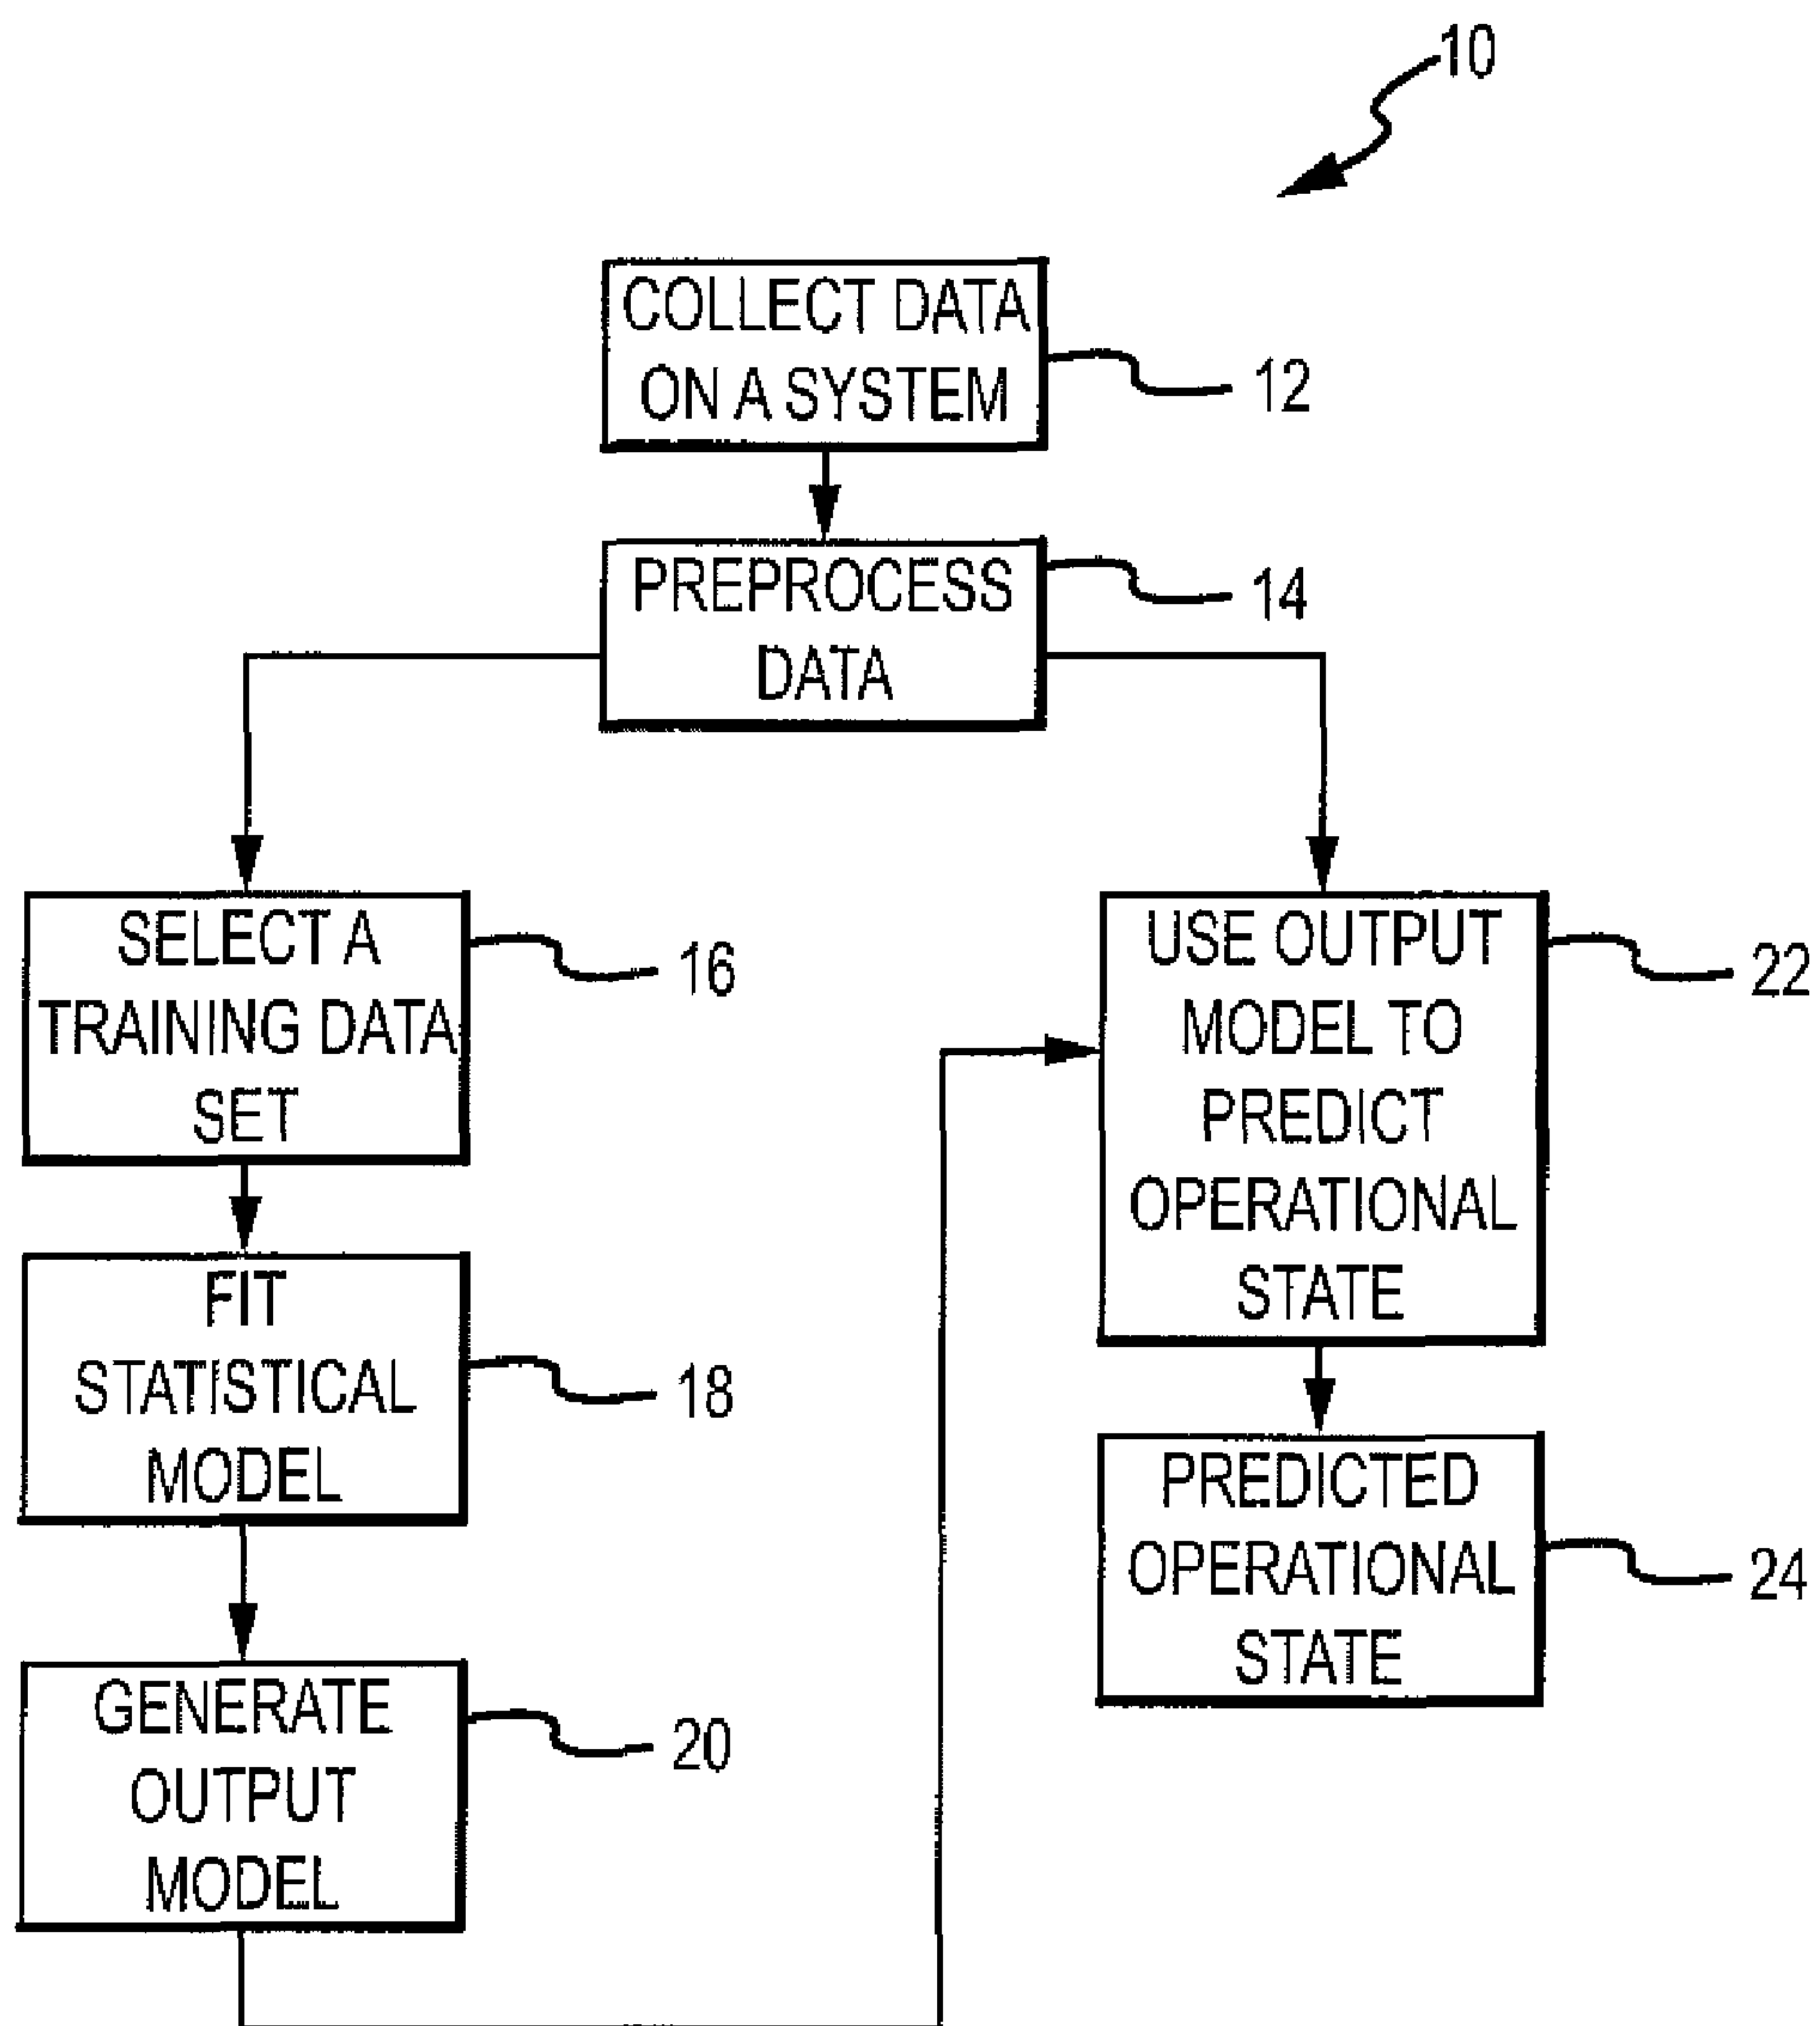 10
COLLECT DATA
ON A SYSTEM
12
PREPROCESS
DATA
14
SELECT A
TRAINING DATA
SET
16
FIT
STATISTICAL
MODEL
18
GENERATE
OUTPUT
MODEL
20
USE OUTPUT
MODEL TO
PREDICT
OPERATIONAL
STATE
22
PREDICTED
OPERATIONAL
STATE
24